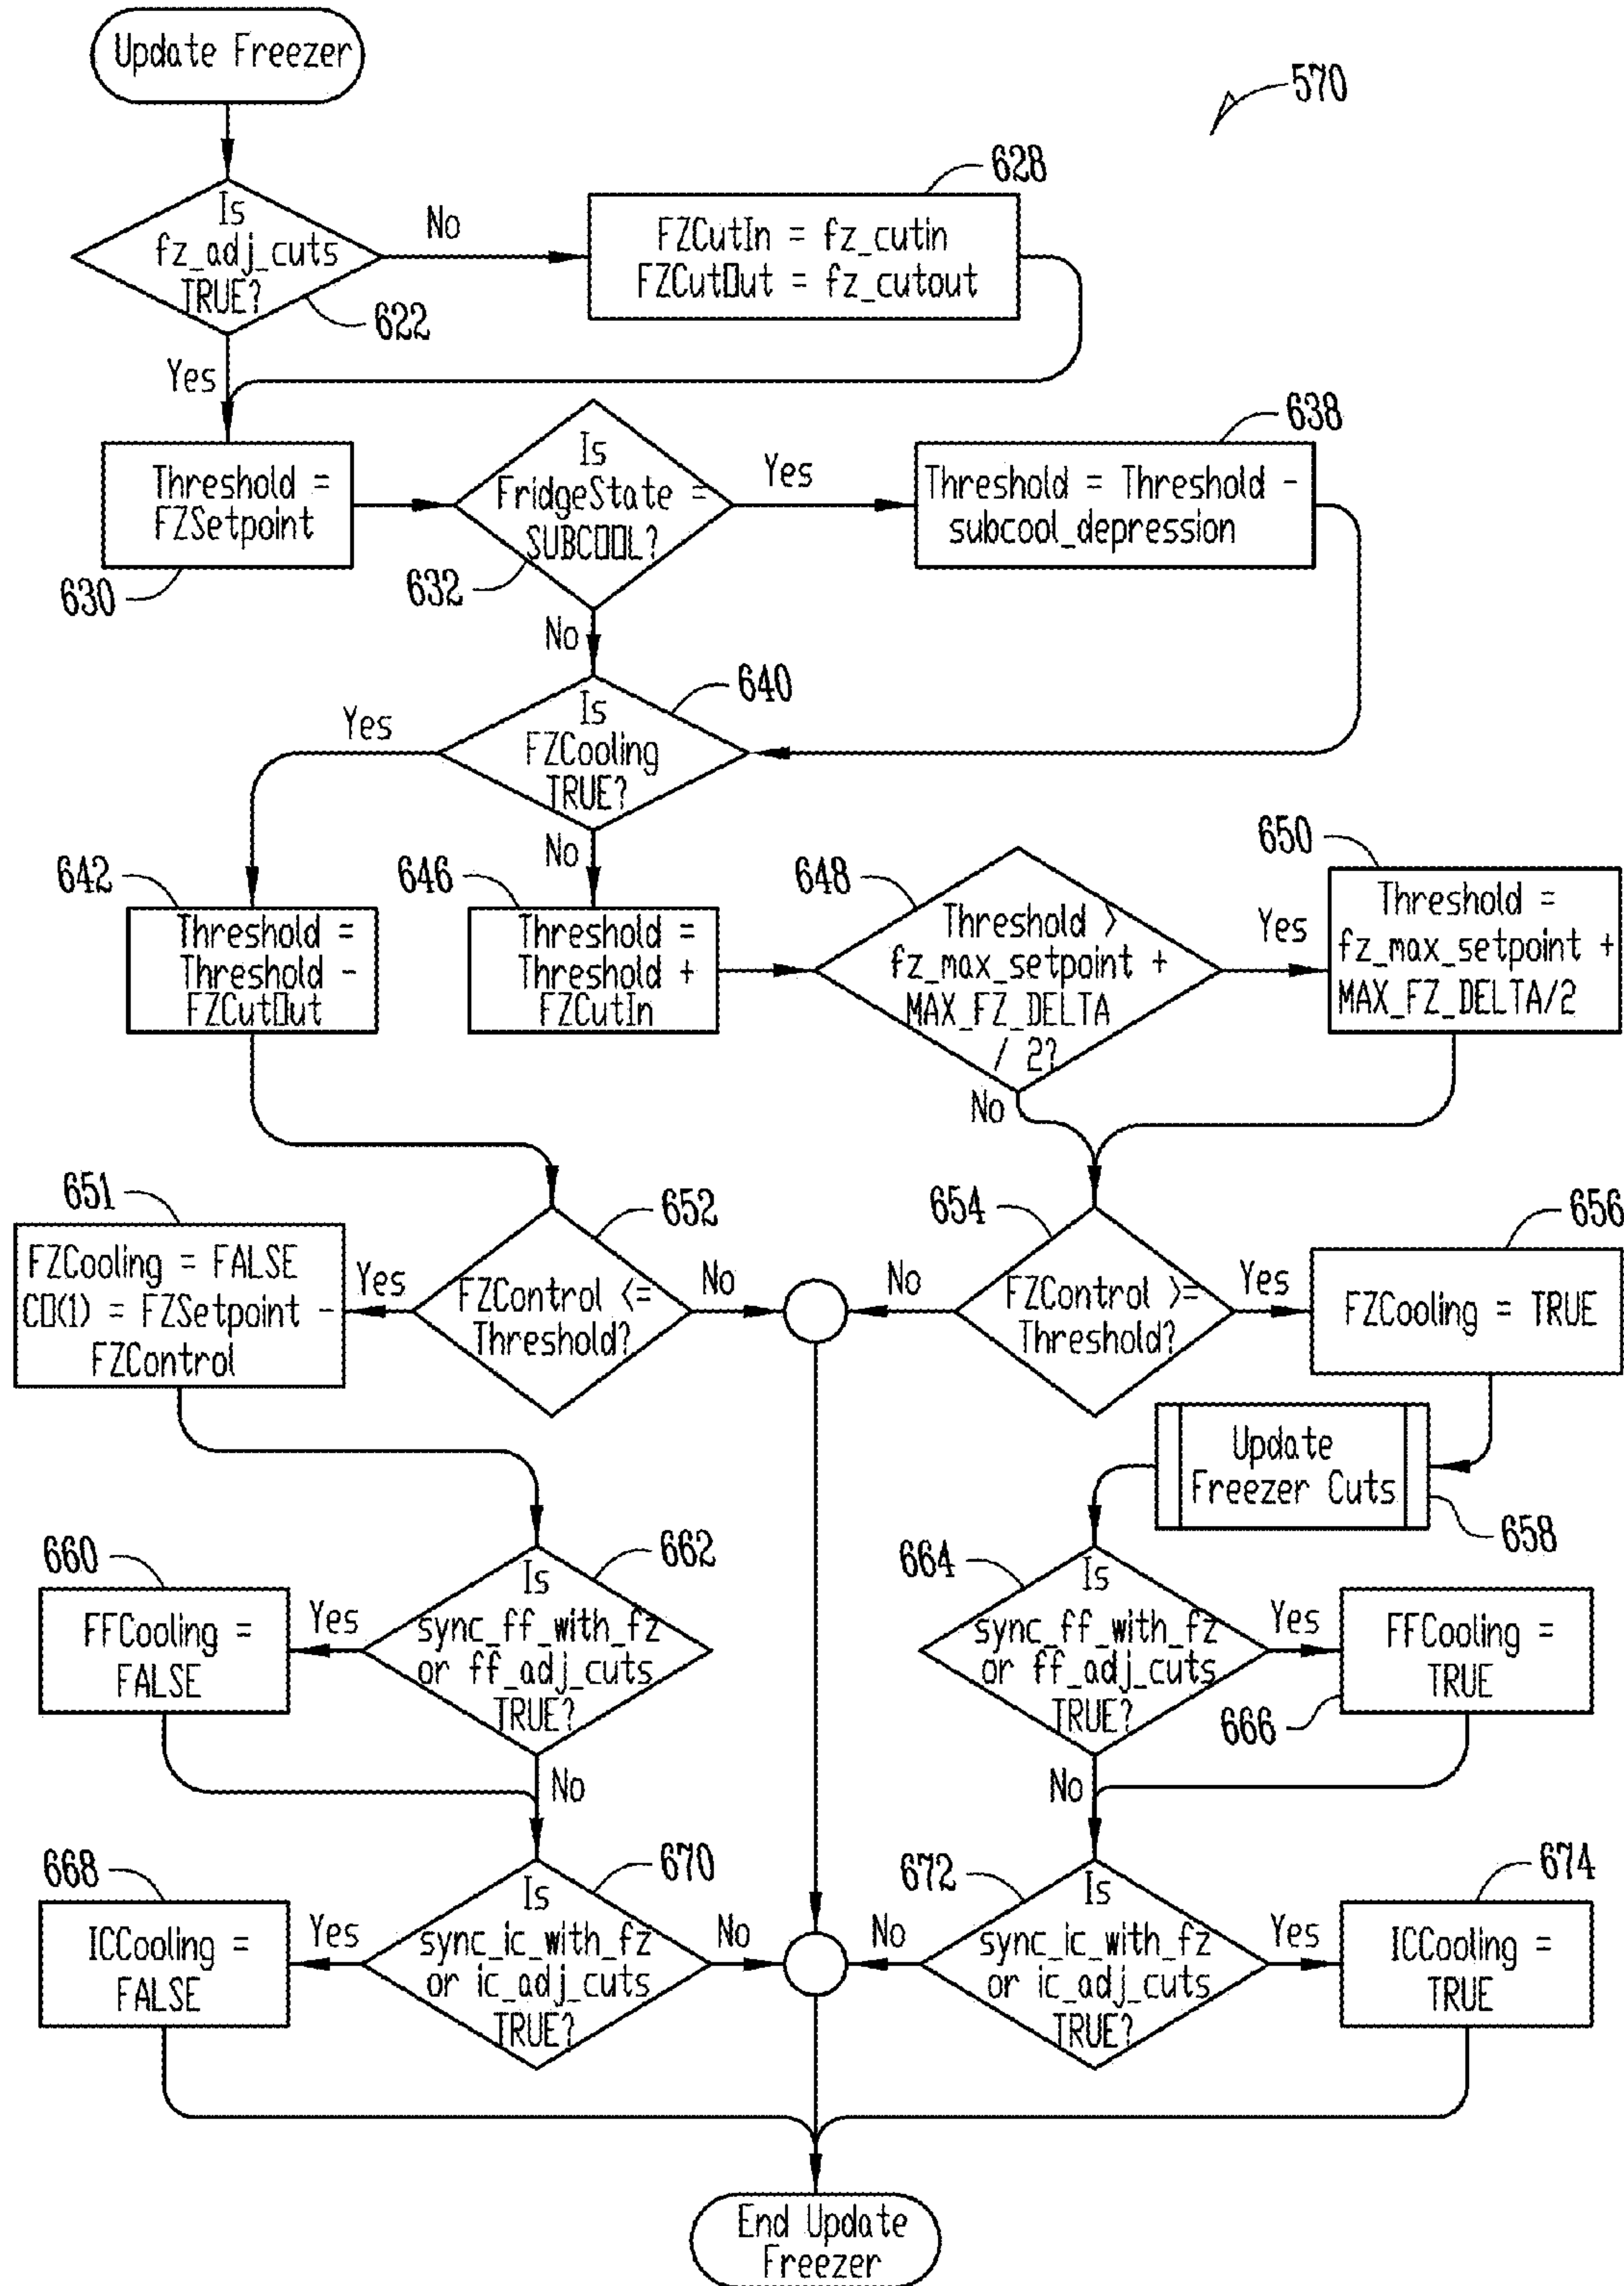 Update Freezer
570
628
Is
fz_adj_cuts
TRUE?
No
FZCutIn = fz_cutin
FZCutOut = fz_cutout
622
Yes
638
Threshold =
FZSetpoint
Is
FridgeState =
SUBCOOL?
Yes
Threshold = Threshold -
subcool_depression
630
632
No
640
Yes
Is
FZCooling
TRUE?
No
642
646
648
650
Threshold =
Threshold -
FZCutOut
Threshold =
Threshold +
FZCutIn
Threshold >
fz_max_setpoint +
MAX_FZ_DELTA
/ 2?
Yes
Threshold =
fz_max_setpoint +
MAX_FZ_DELTA/2
No
651
652
654
656
FZCooling = FALSE
CO(1) = FZSetpoint -
FZControl
Yes
FZControl <=
Threshold?
No
No
FZControl >=
Threshold?
Yes
FZCooling = TRUE
Update
Freezer Cuts
658
660
662
664
FFCooling =
FALSE
Yes
Is
sync_ff_with_fz
or ff_adj_cuts
TRUE?
Is
sync_ff_with_fz
or ff_adj_cuts
TRUE?
Yes
FFCooling =
TRUE
666
No
No
668
670
672
674
ICCooling =
FALSE
Yes
Is
sync_ic_with_fz
or ic_adj_cuts
TRUE?
No
No
Is
sync_ic_with_fz
or ic_adj_cuts
TRUE?
Yes
ICCooling =
TRUE
End Update
Freezer